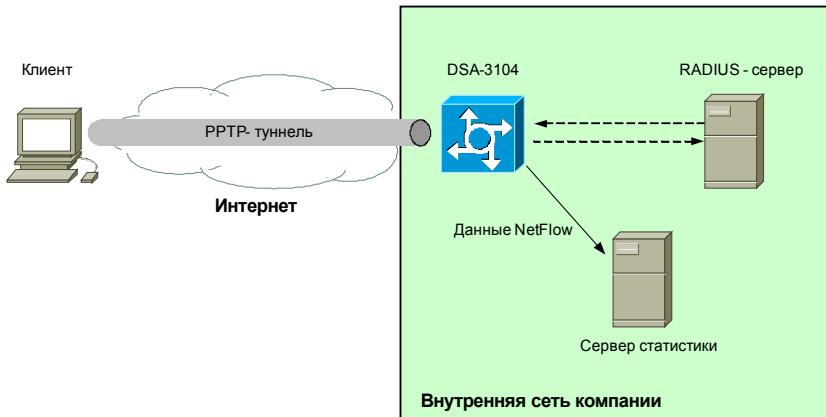 Клиент
DSA-3104
RADIUS - сервер
PPTP- туннель
Интернет
Данные NetFlow
Сервер статистики
Внутренняя сеть компании